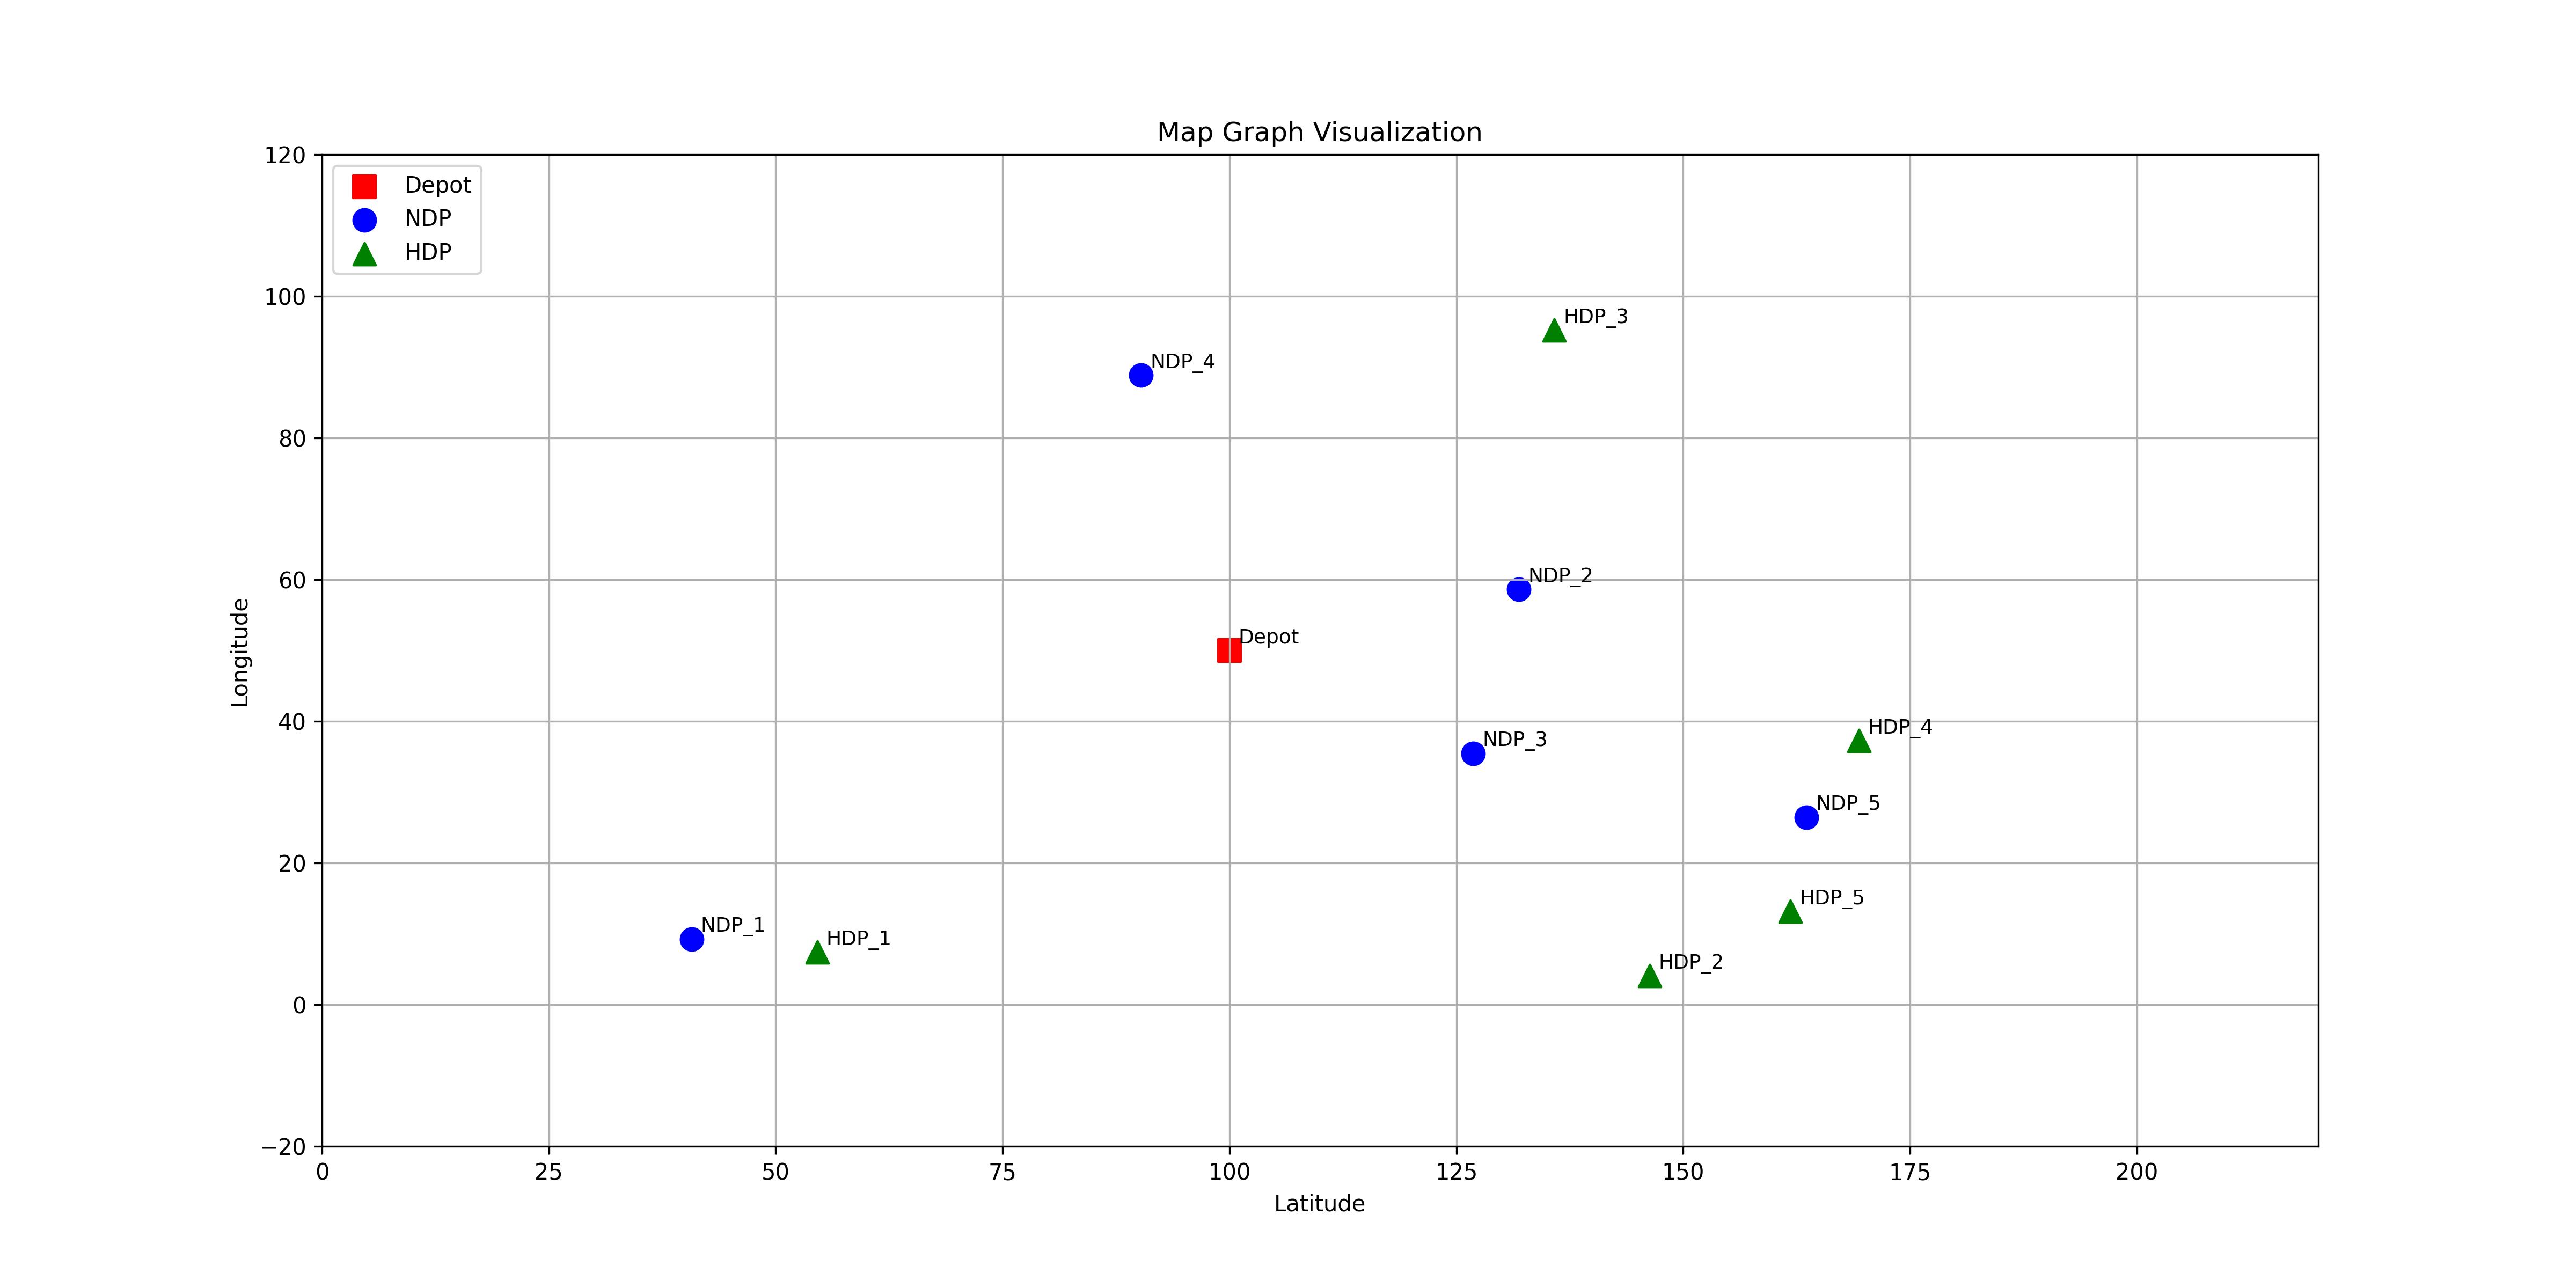 Map Graph Visualization
Depot
NDP
HDP
120
100
80
60
40
20
0
−20
Longitude
HDP_3
NDP_4
NDP_2
Depot
HDP_4
NDP_3
NDP_5
HDP_5
NDP_1
HDP_1
HDP_2
0 25 50 75 100 125 150 175 200
Latitude